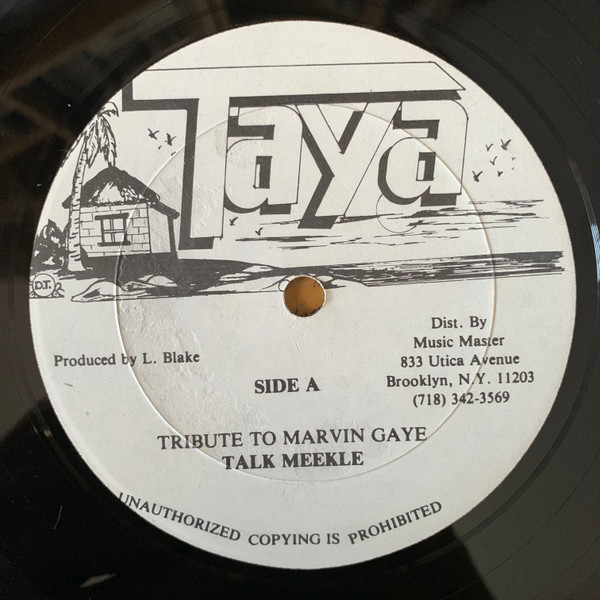 Taya
D.T.
Produced by L. Blake
SIDE A
Dist. By
Music Master
833 Utica Avenue
Brooklyn, N.Y. 11203
(718) 342-3569
TRIBUTE TO MARVIN GAYE
TALK MEEKLE
UNAUTHORIZED COPYING IS PROHIBITED